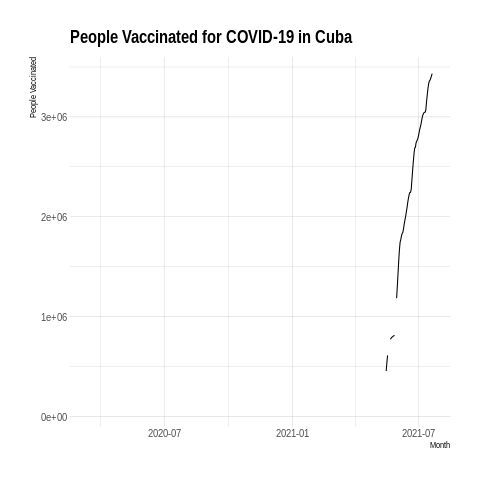 People Vaccinated for COVID-19 in Cuba
People Vaccinated
3e+06
2e+06
1e+06
0e+00
2020-07 2021-01 2021-07
Month